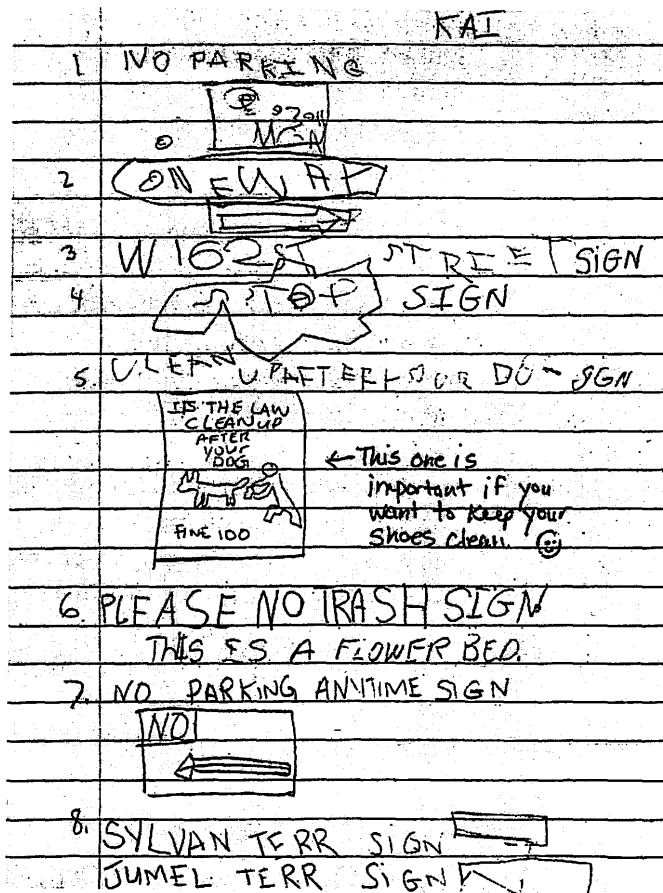 KAI
1 NO PARKING
2 ONE WAY
3 W 162 ST STREET SIGN
4 STOP SIGN
5. CLEAN UP AFTER YOUR DO SGN
ITS THE LAW
CLEAN UP
AFTER
YOUR
DOG
FINE 100
← This one is
important if you
want to keep your
shoes clean.
6. PLEASE NO TRASH SIGN
THIS IS A FLOWER BED.
7. NO PARKING ANYTIME SIGN
NO
8. SYLVAN TERR SIGN
JUMEL TERR SIGN